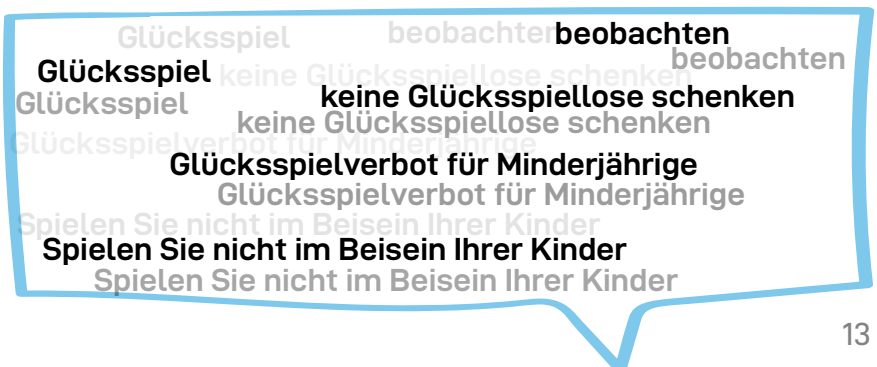 Glücksspiel beobachten beobachten
beobachten
Glücksspiel keine Glücksspiellose schenken
Glücksspiel keine Glücksspiellose schenken
keine Glücksspiellose schenken
Glücksspielverbot für Minderjährige
Glücksspielverbot für Minderjährige
Glücksspielverbot für Minderjährige
Spielen Sie nicht im Beisein Ihrer Kinder
Spielen Sie nicht im Beisein Ihrer Kinder
Spielen Sie nicht im Beisein Ihrer Kinder
13